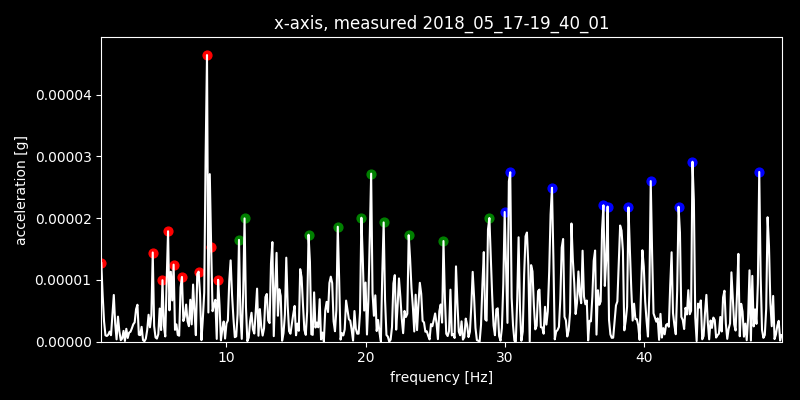 x-axis, measured 2018_05_17-19_40_01
acceleration [g]
0.00004
0.00003
0.00002
0.00001
0.00000
10 20 30 40
frequency [Hz]